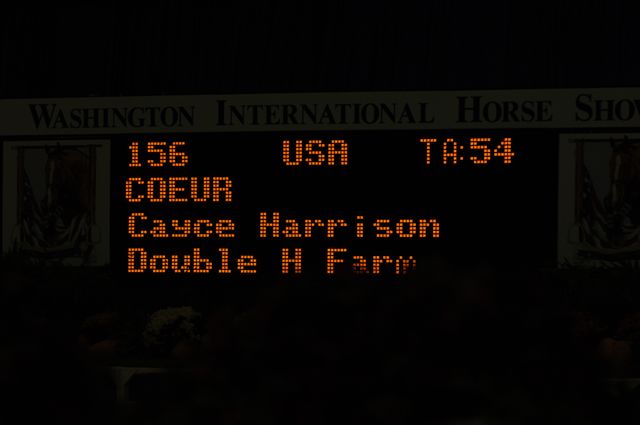 WASHINGTON INTERNATIONAL HORSE SHOW
156 USA TA:54
COEUR
Cayce Harrison
Double H Farm